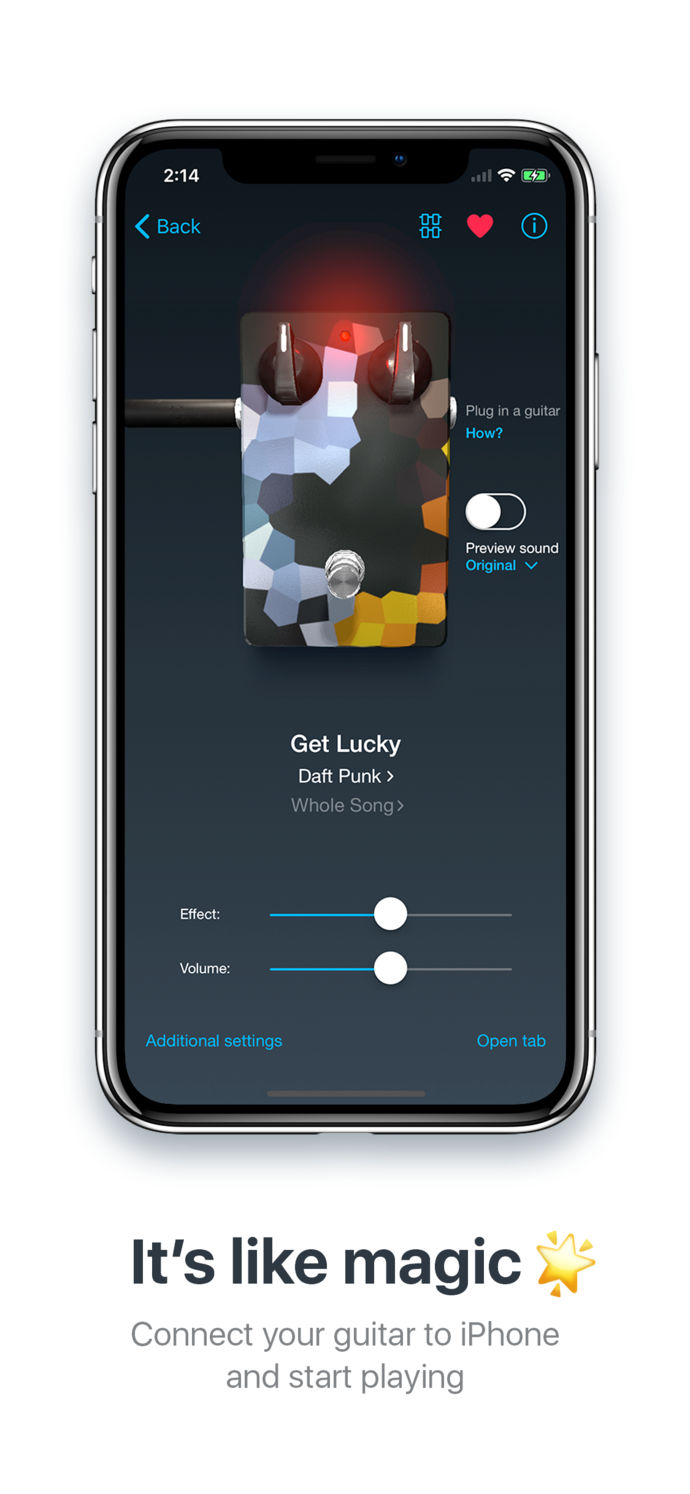 2:14
Back
Plug in a guitar
How?
Preview sound
Original
Get Lucky
Daft Punk
Whole Song
Effect:
Volume:
Additional settings
Open tab
It’s like magic
Connect your guitar to iPhone
and start playing